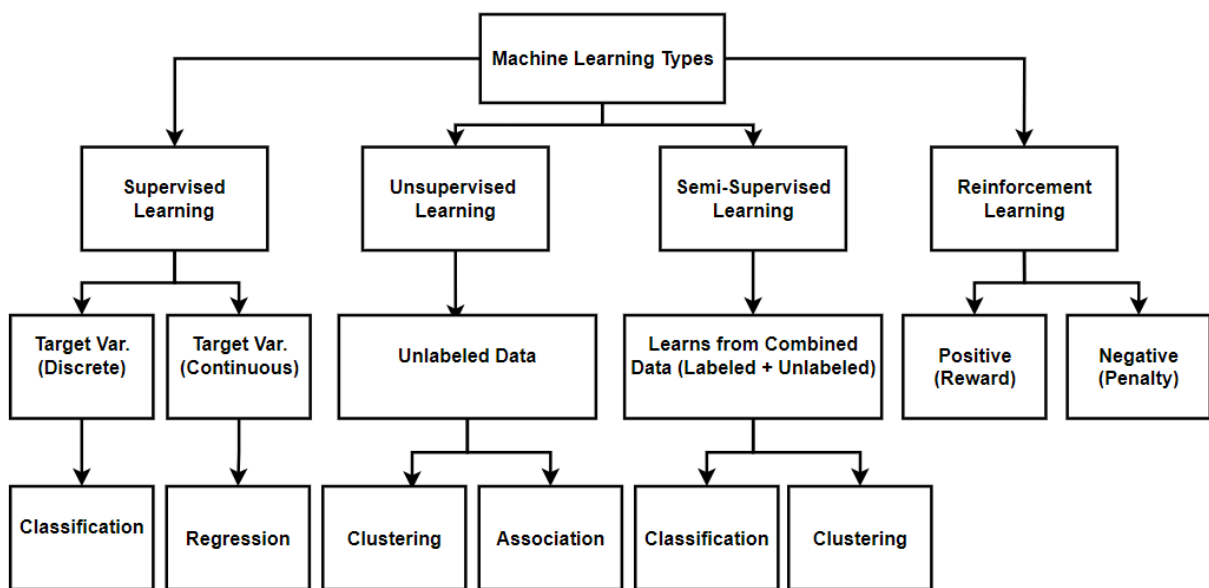 Machine Learning Types
Supervised
Learning
Unsupervised
Learning
Semi-Supervised
Learning
Reinforcement
Learning
Target Var.
(Discrete)
Target Var.
(Continuous)
Unlabeled Data
Learns from Combined
Data (Labeled + Unlabeled)
Positive
(Reward)
Negative
(Penalty)
Classification
Regression
Clustering
Association
Classification
Clustering